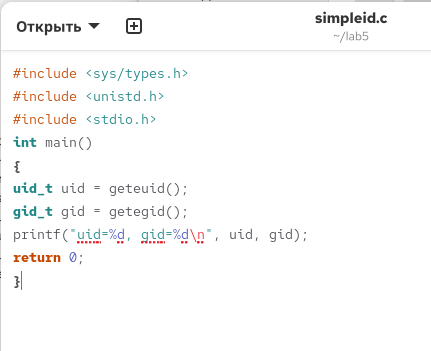 Открыть
simpleid.c
~/lab5
#include <sys/types.h>
#include <unistd.h>
#include <stdio.h>
int main()
{
uid_t uid = geteuid();
gid_t gid = getegid();
printf("uid=%d, gid=%d\n", uid, gid);
return 0;
}